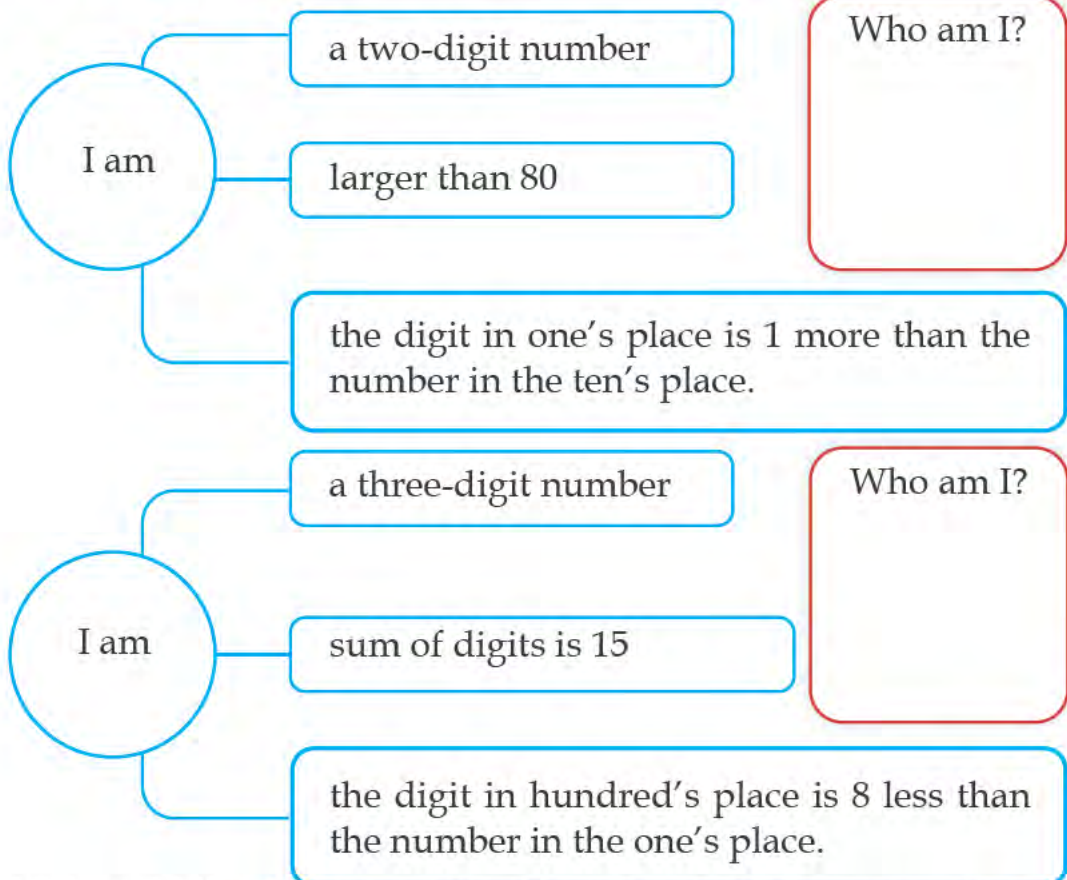 a two-digit number
Who am I?
I am
larger than 80
the digit in one’s place is 1 more than the
number in the ten’s place.
a three-digit number
Who am I?
I am
sum of digits is 15
the digit in hundred’s place is 8 less than
the number in the one’s place.